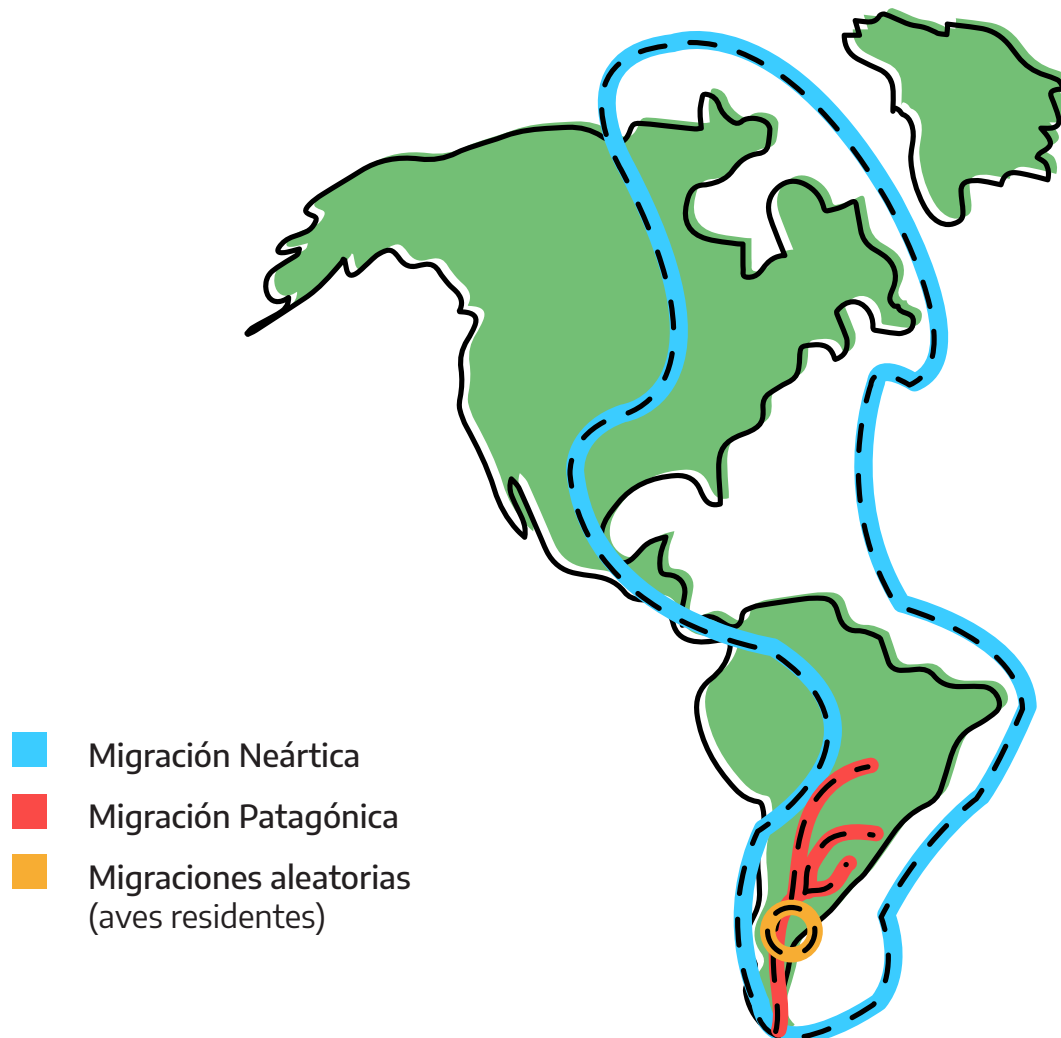 Migración Neártica
Migración Patagónica
Migraciones aleatorias
(aves residentes)